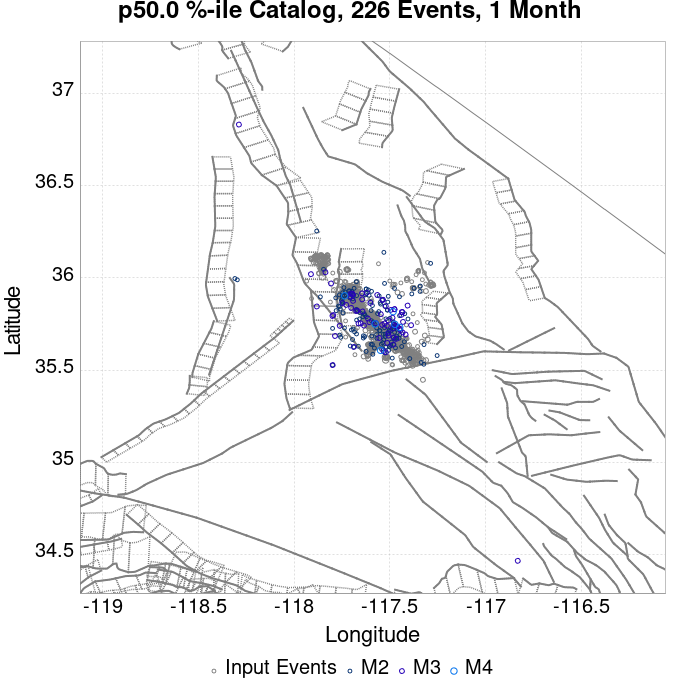 p50.0 %-ile Catalog, 226 Events, 1 Month
Latitude
37
36.5
36
35.5
35
34.5
-119 -118.5 -118 -117.5 -117 -116.5
Longitude
Input Events M2 M3 M4